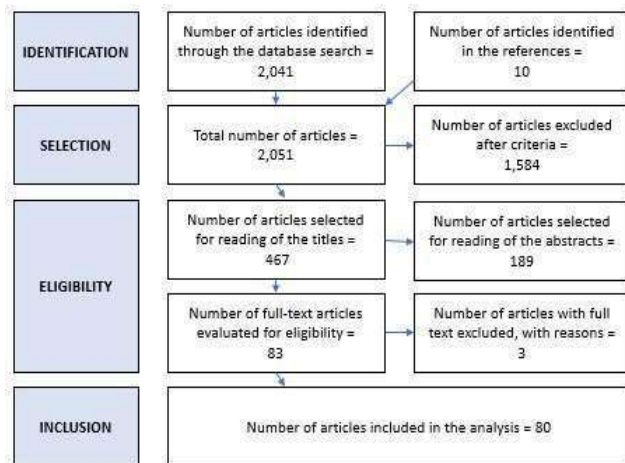 IDENTIFICATION
Number of articles identified
through the database search =
2,041
Number of articles identified
in the references =
10
SELECTION
Total number of articles =
2,051
Number of articles excluded
after criteria =
1,584
ELIGIBILITY
Number of articles selected
for reading of the titles =
467
Number of articles selected
for reading of the abstracts =
189
Number of full-text articles
evaluated for eligibility =
83
Number of articles with full
text excluded, with reasons =
3
INCLUSION
Number of articles included in the analysis = 80